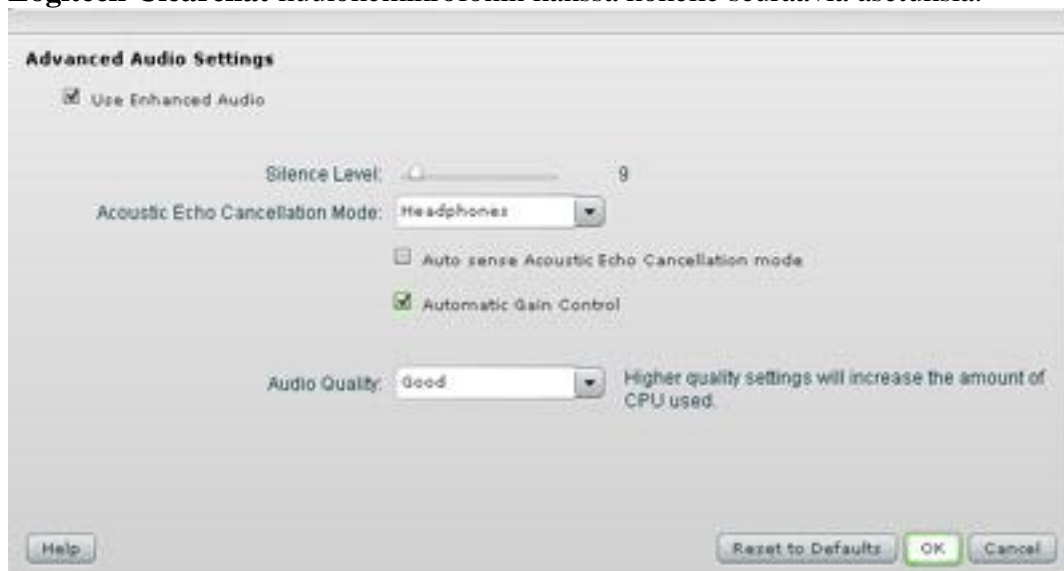 Advanced Audio Settings
Use Enhanced Audio
Silence Level: 9
Acoustic Echo Cancellation Mode: Headphones
Auto sense Acoustic Echo Cancellation mode
Automatic Gain Control
Audio Quality: Good
Higher quality settings will increase the amount of
CPU used.
Help
Reset to Defaults
OK
Cancel